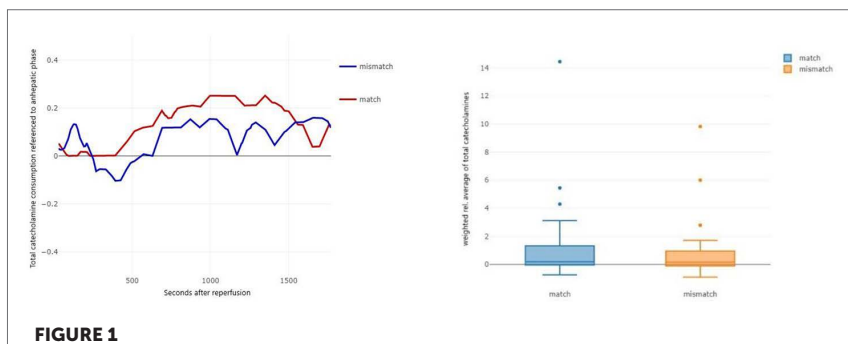 Total catecholamine consumption referenced to anhepatic phase
0.4
0.2
0
−0.2
−0.4
500
1000
1500
Seconds after reperfusion
mismatch
match
weighted rel. average of total catecholamines
14
12
10
8
6
4
2
0
match
mismatch
match
mismatch
FIGURE 1